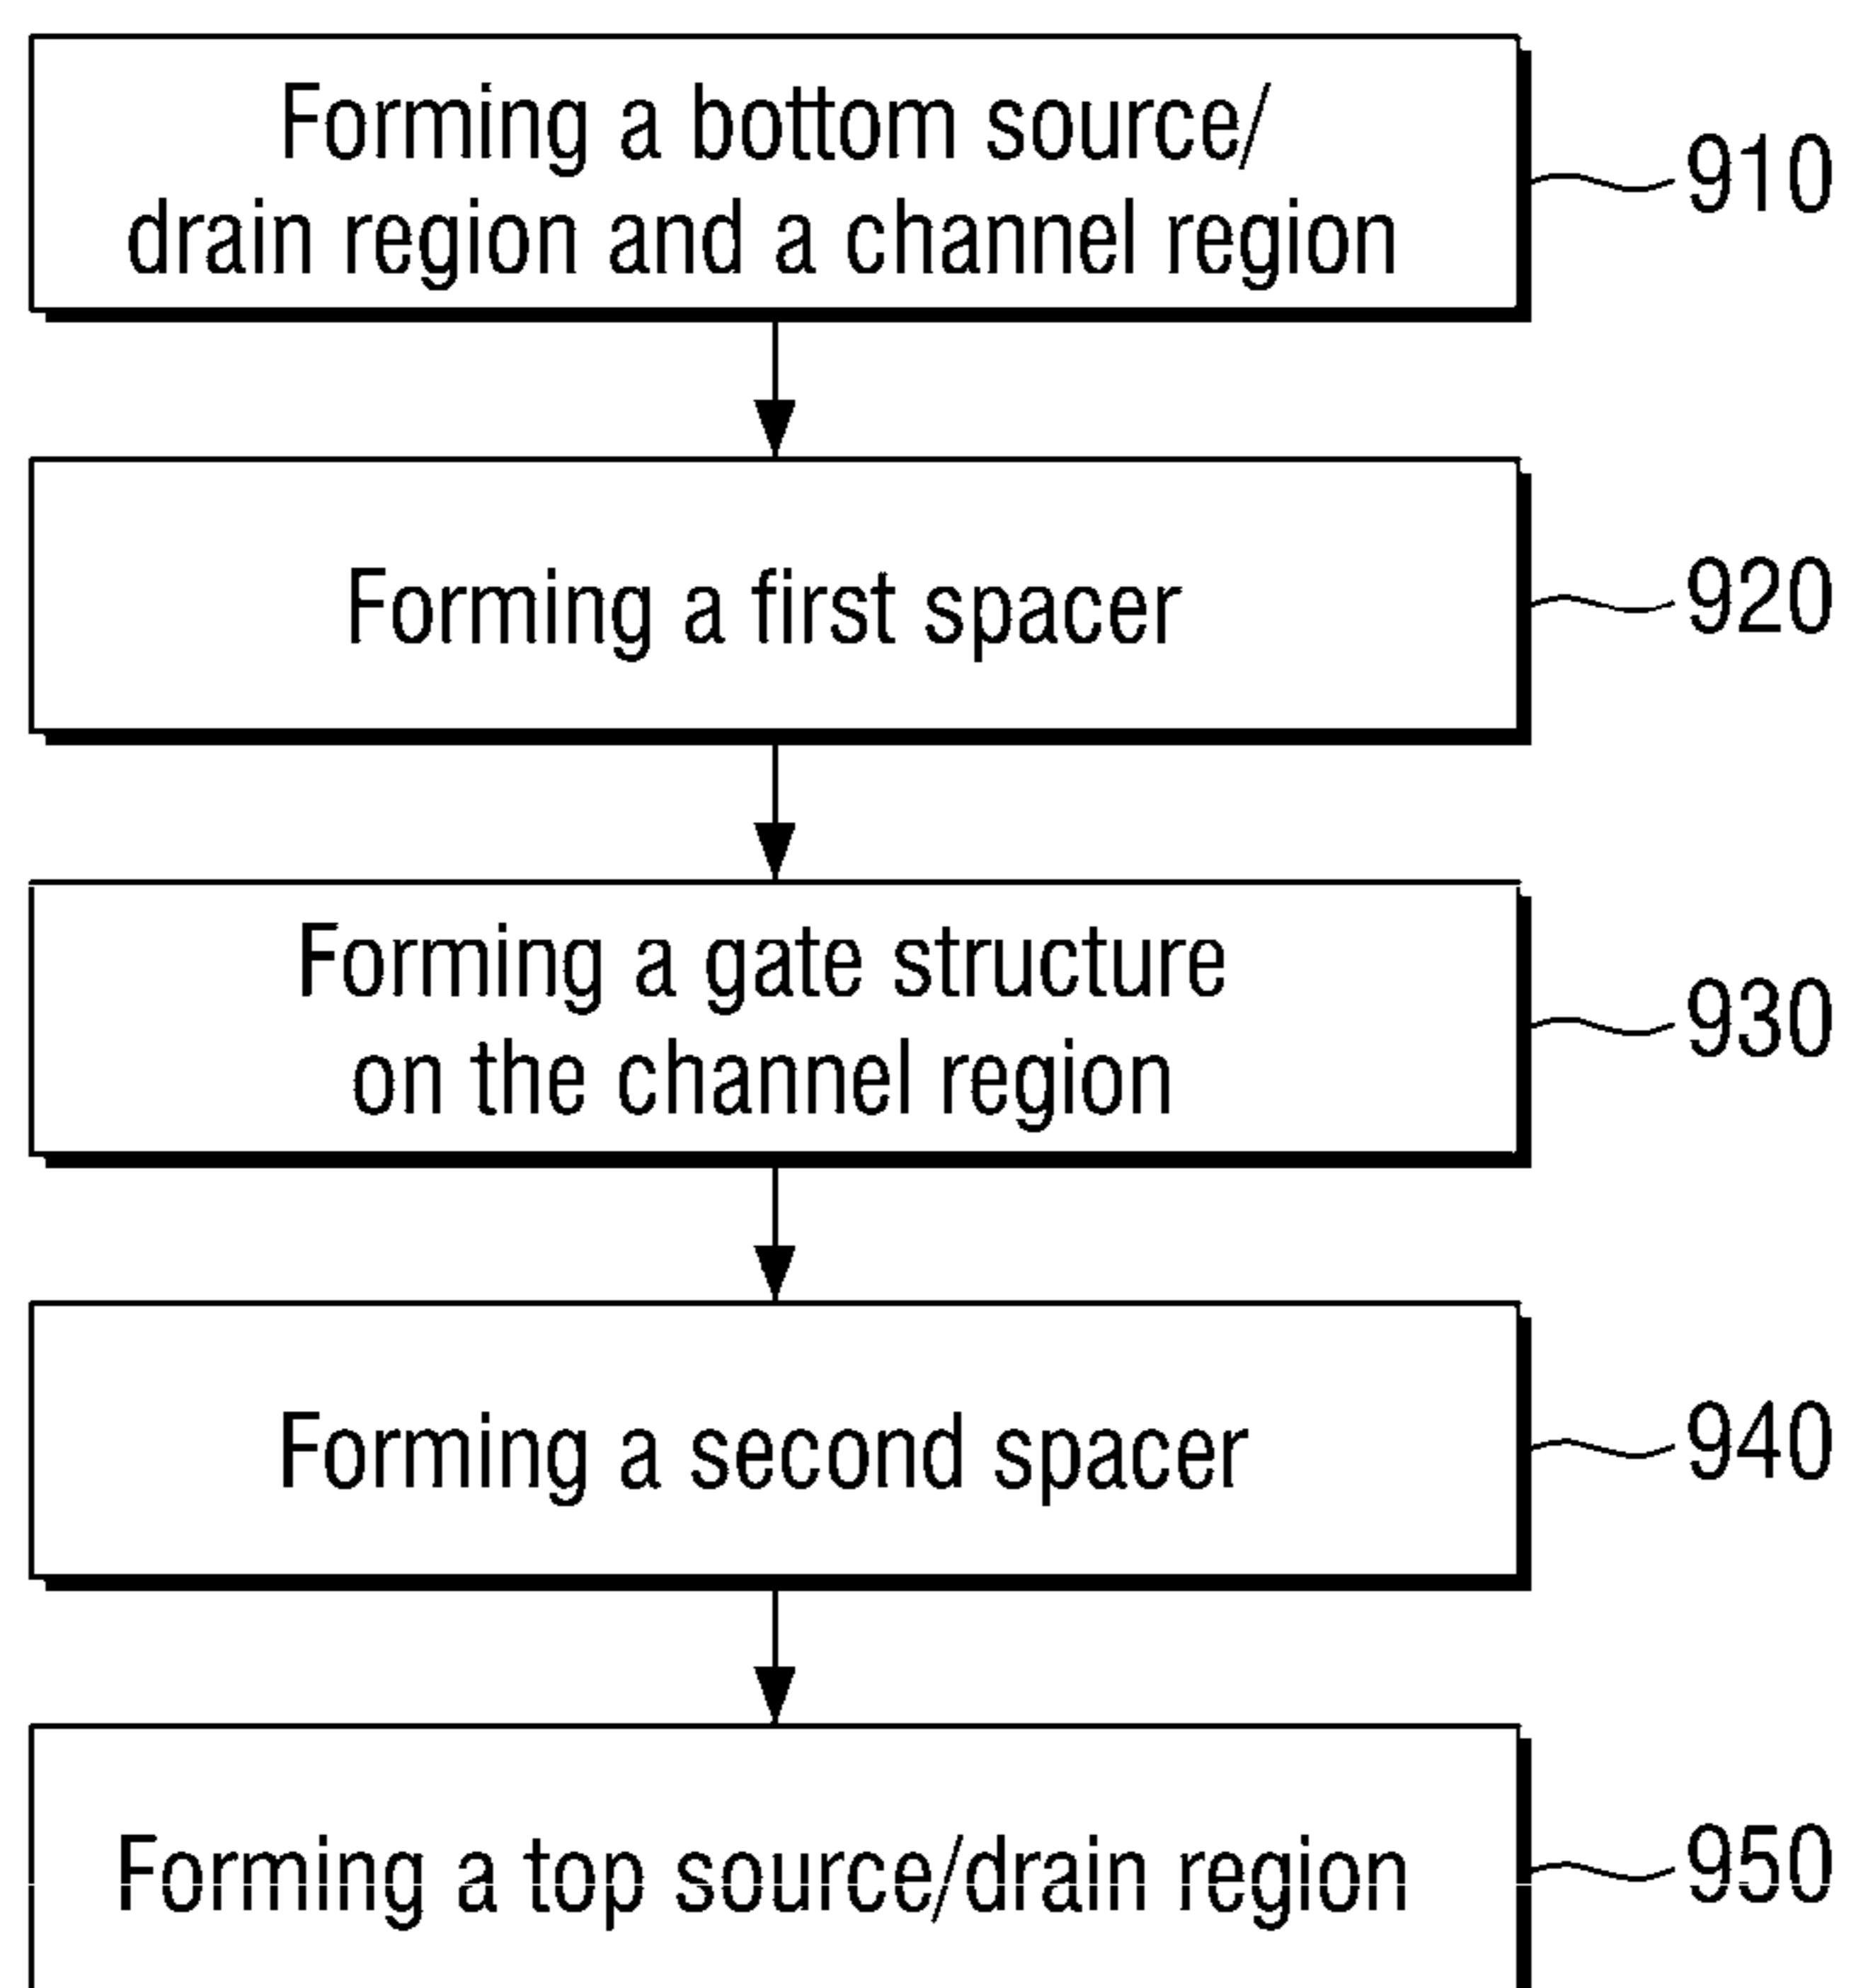 Forming a bottom source/
drain region and a channel region
910
Forming a first spacer
920
Forming a gate structure
on the channel region
930
Forming a second spacer
940
Forming a top source/drain region
950